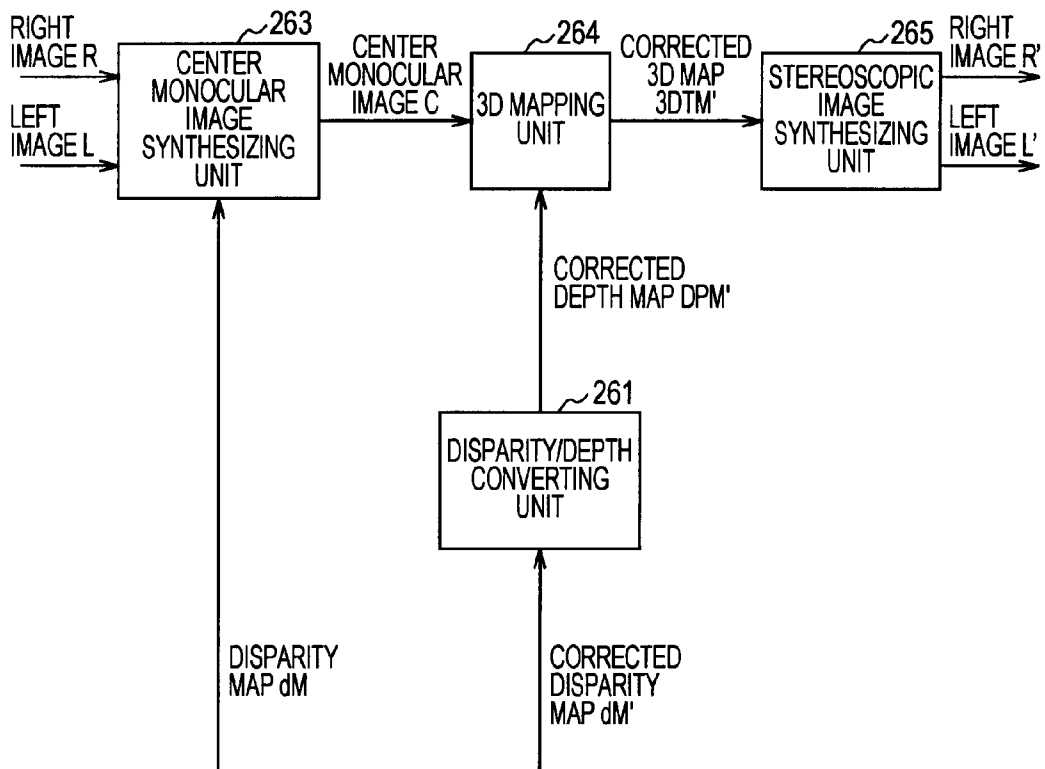 RIGHT
IMAGE R
LEFT
IMAGE L
263
CENTER
MONOCULAR
IMAGE
SYNTHESIZING
UNIT
CENTER
MONOCULAR
IMAGE C
264
3D MAPPING
UNIT
CORRECTED
3D MAP
3DTM'
265
STEREOSCOPIC
IMAGE
SYNTHESIZING
UNIT
RIGHT
IMAGE R'
LEFT
IMAGE L'
CORRECTED
DEPTH MAP DPM'
261
DISPARITY/DEPTH
CONVERTING
UNIT
DISPARITY
MAP dM
CORRECTED
DISPARITY
MAP dM'